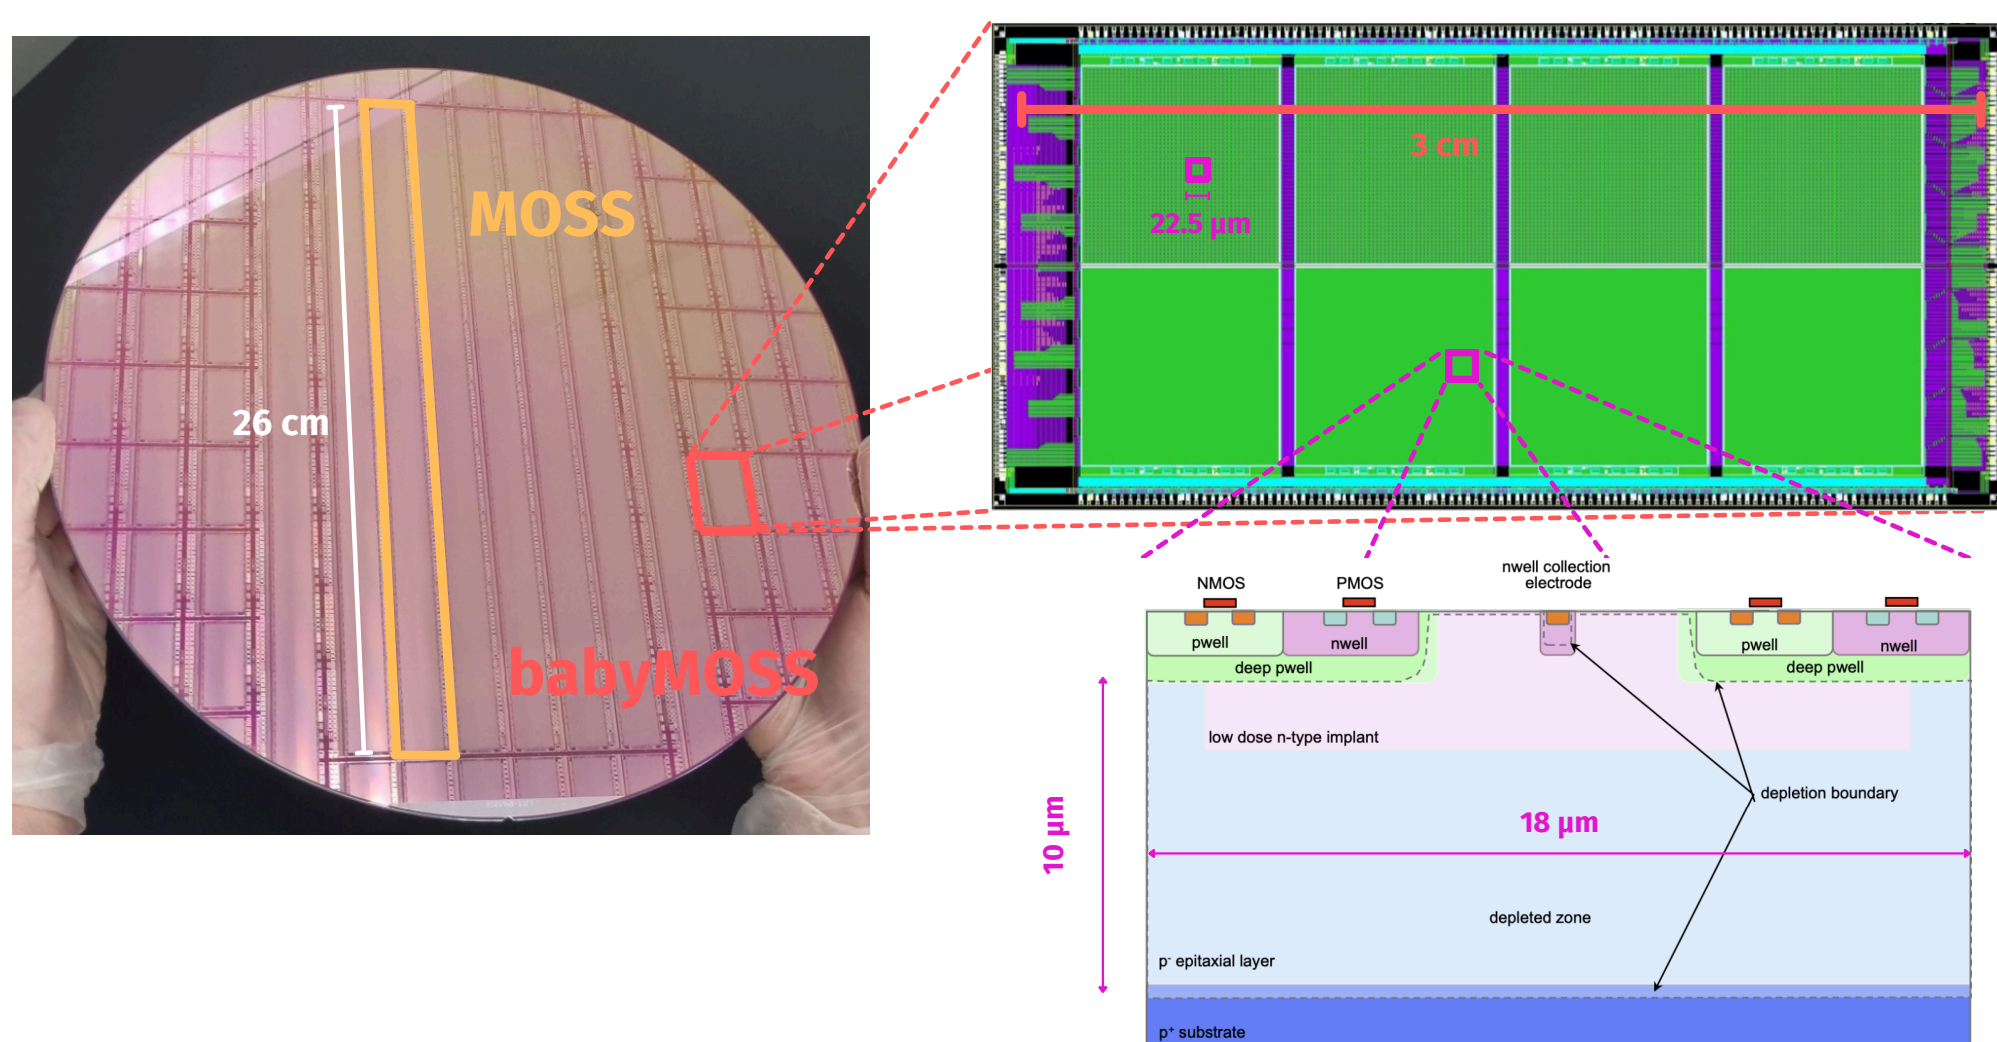 MOSS
26 cm
babyMOSS
3 cm
22.5 µm
nwell collection
electrode
NMOS
PMOS
pwell
nwell
pwell
nwell
deep pwell
deep pwell
low dose n-type implant
depletion boundary
10 µm
18 µm
depleted zone
p⁻ epitaxial layer
p⁺ substrate